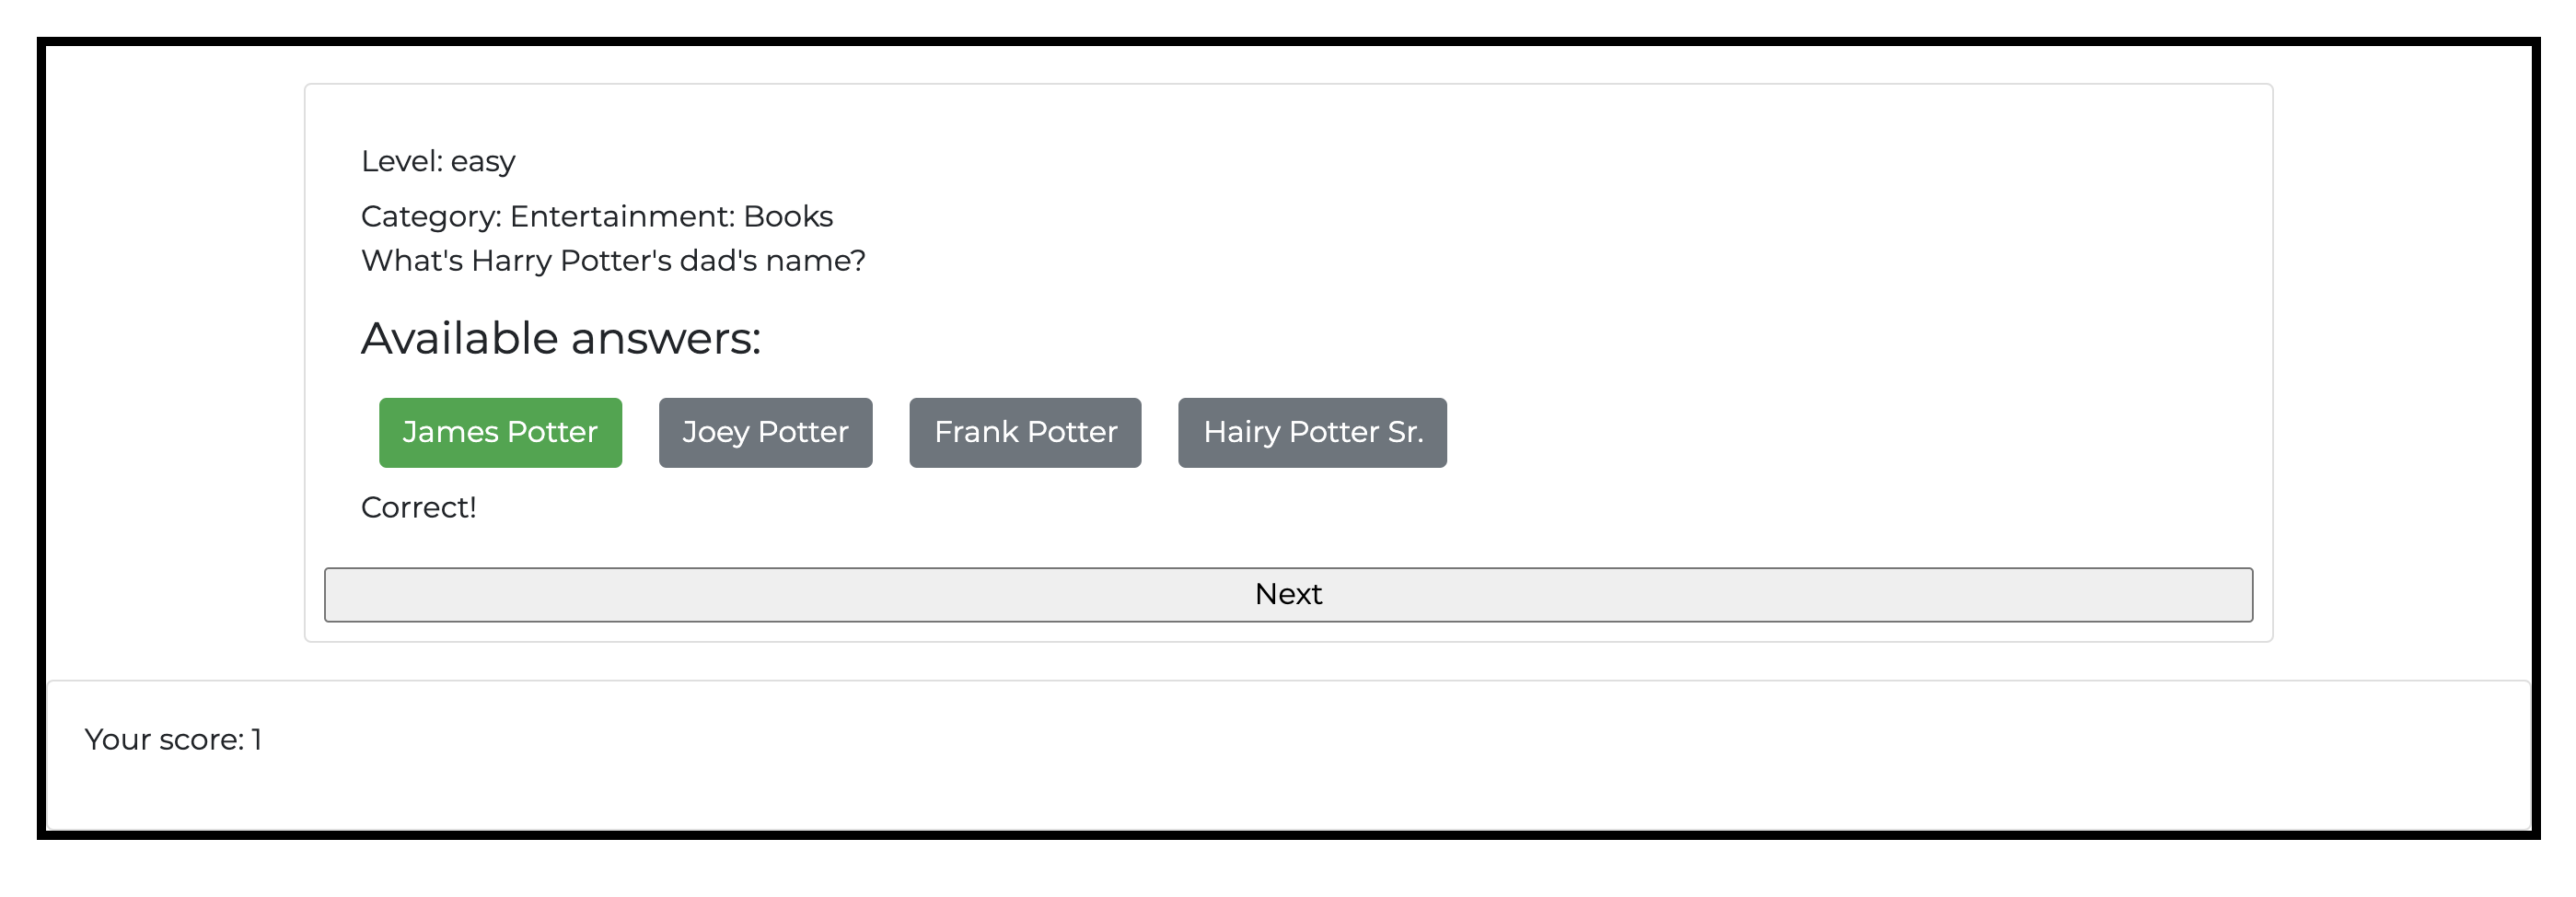 Level: easy
Category: Entertainment: Books
What's Harry Potter's dad's name?
Available answers:
James Potter Joey Potter Frank Potter Hairy Potter Sr.
Correct!
Next
Your score: 1